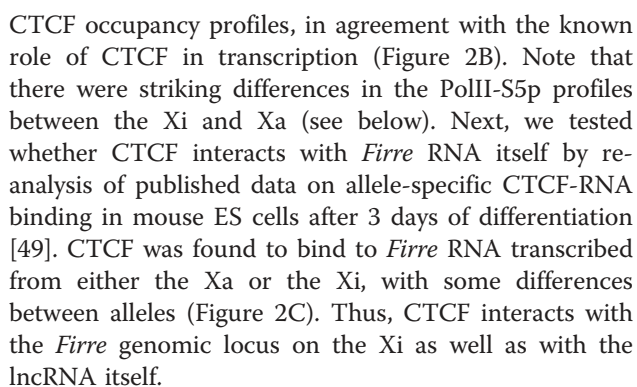 CTCF occupancy profiles, in agreement with the known
role of CTCF in transcription (Figure 2B). Note that
there were striking differences in the PolII-S5p profiles
between the Xi and Xa (see below). Next, we tested
whether CTCF interacts with Firre RNA itself by re-
analysis of published data on allele-specific CTCF-RNA
binding in mouse ES cells after 3 days of differentiation
[49]. CTCF was found to bind to Firre RNA transcribed
from either the Xa or the Xi, with some differences
between alleles (Figure 2C). Thus, CTCF interacts with
the Firre genomic locus on the Xi as well as with the
lncRNA itself.